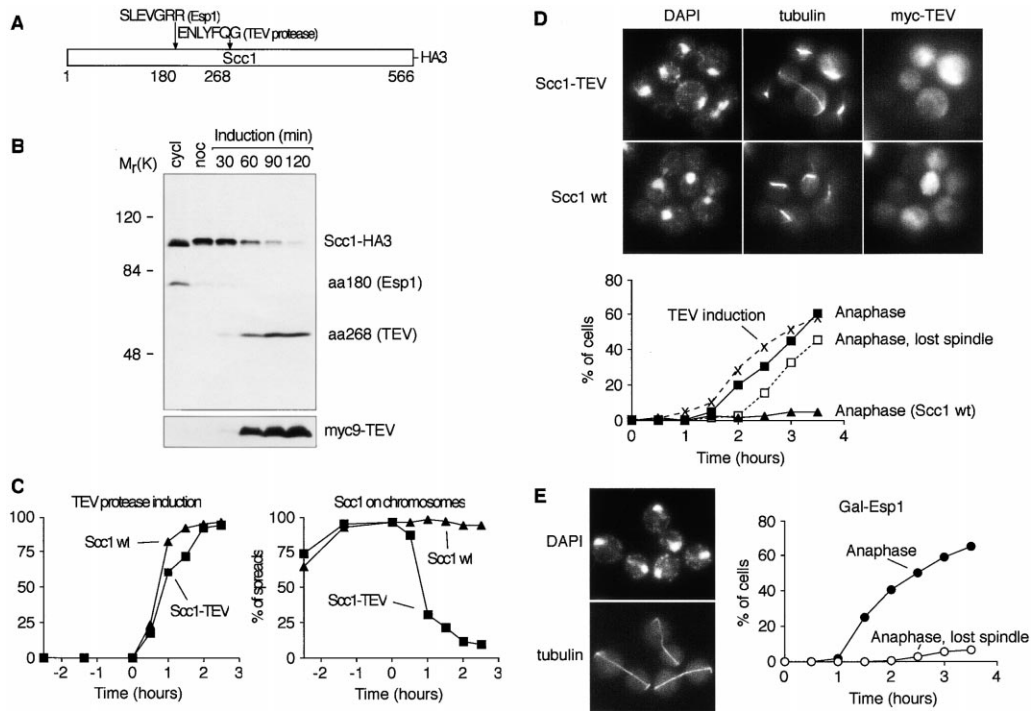 A
SLEVGRR (Esp1)
ENLYFQG (TEV protease)
Scc1
-HA3
1 180 268 566
B
Induction (min)
Mr(K) cycl noc 30 60 90 120
120 –
84 –
48 –
Scc1-HA3
aa180 (Esp1)
aa268 (TEV)
myc9-TEV
C
TEV protease induction
100
75
50
25
0
Scc1 wt
Scc1-TEV
-2 -1 0 1 2 3
Time (hours)
Scc1 on chromosomes
% of spreads
100
75
50
25
0
Scc1 wt
Scc1-TEV
-2 -1 0 1 2 3
Time (hours)
D
DAPI tubulin myc-TEV
Scc1-TEV
Scc1 wt
% of cells
80
60
40
20
0
TEV induction
Anaphase
Anaphase, lost spindle
Anaphase (Scc1 wt)
0 1 2 3 4
Time (hours)
E
DAPI
tubulin
Gal-Esp1
% of cells
80
60
40
20
0
Anaphase
Anaphase, lost spindle
0 1 2 3 4
Time (hours)